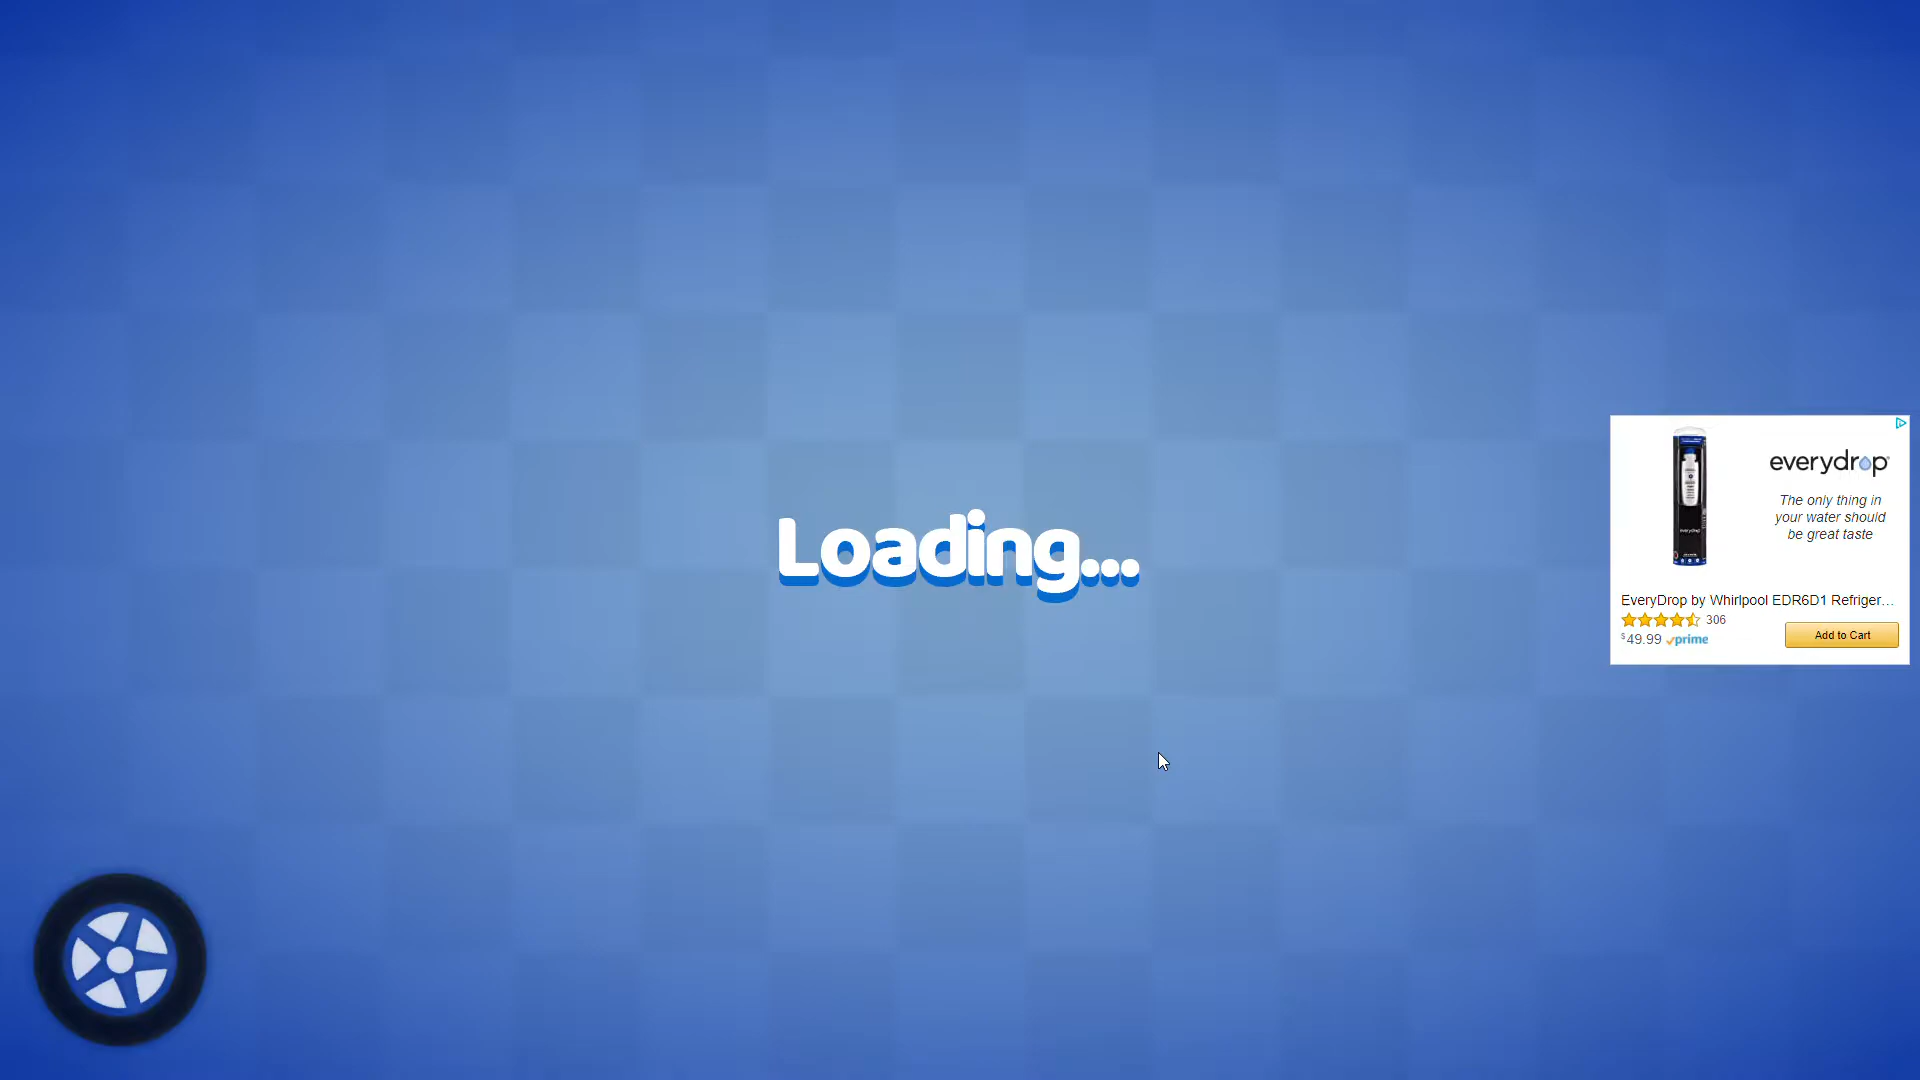 Loading...
everydrop
The only thing in
your water should
be great taste
EveryDrop by Whirlpool EDR6D1 Refriger...
306
$49.99 prime
Add to Cart